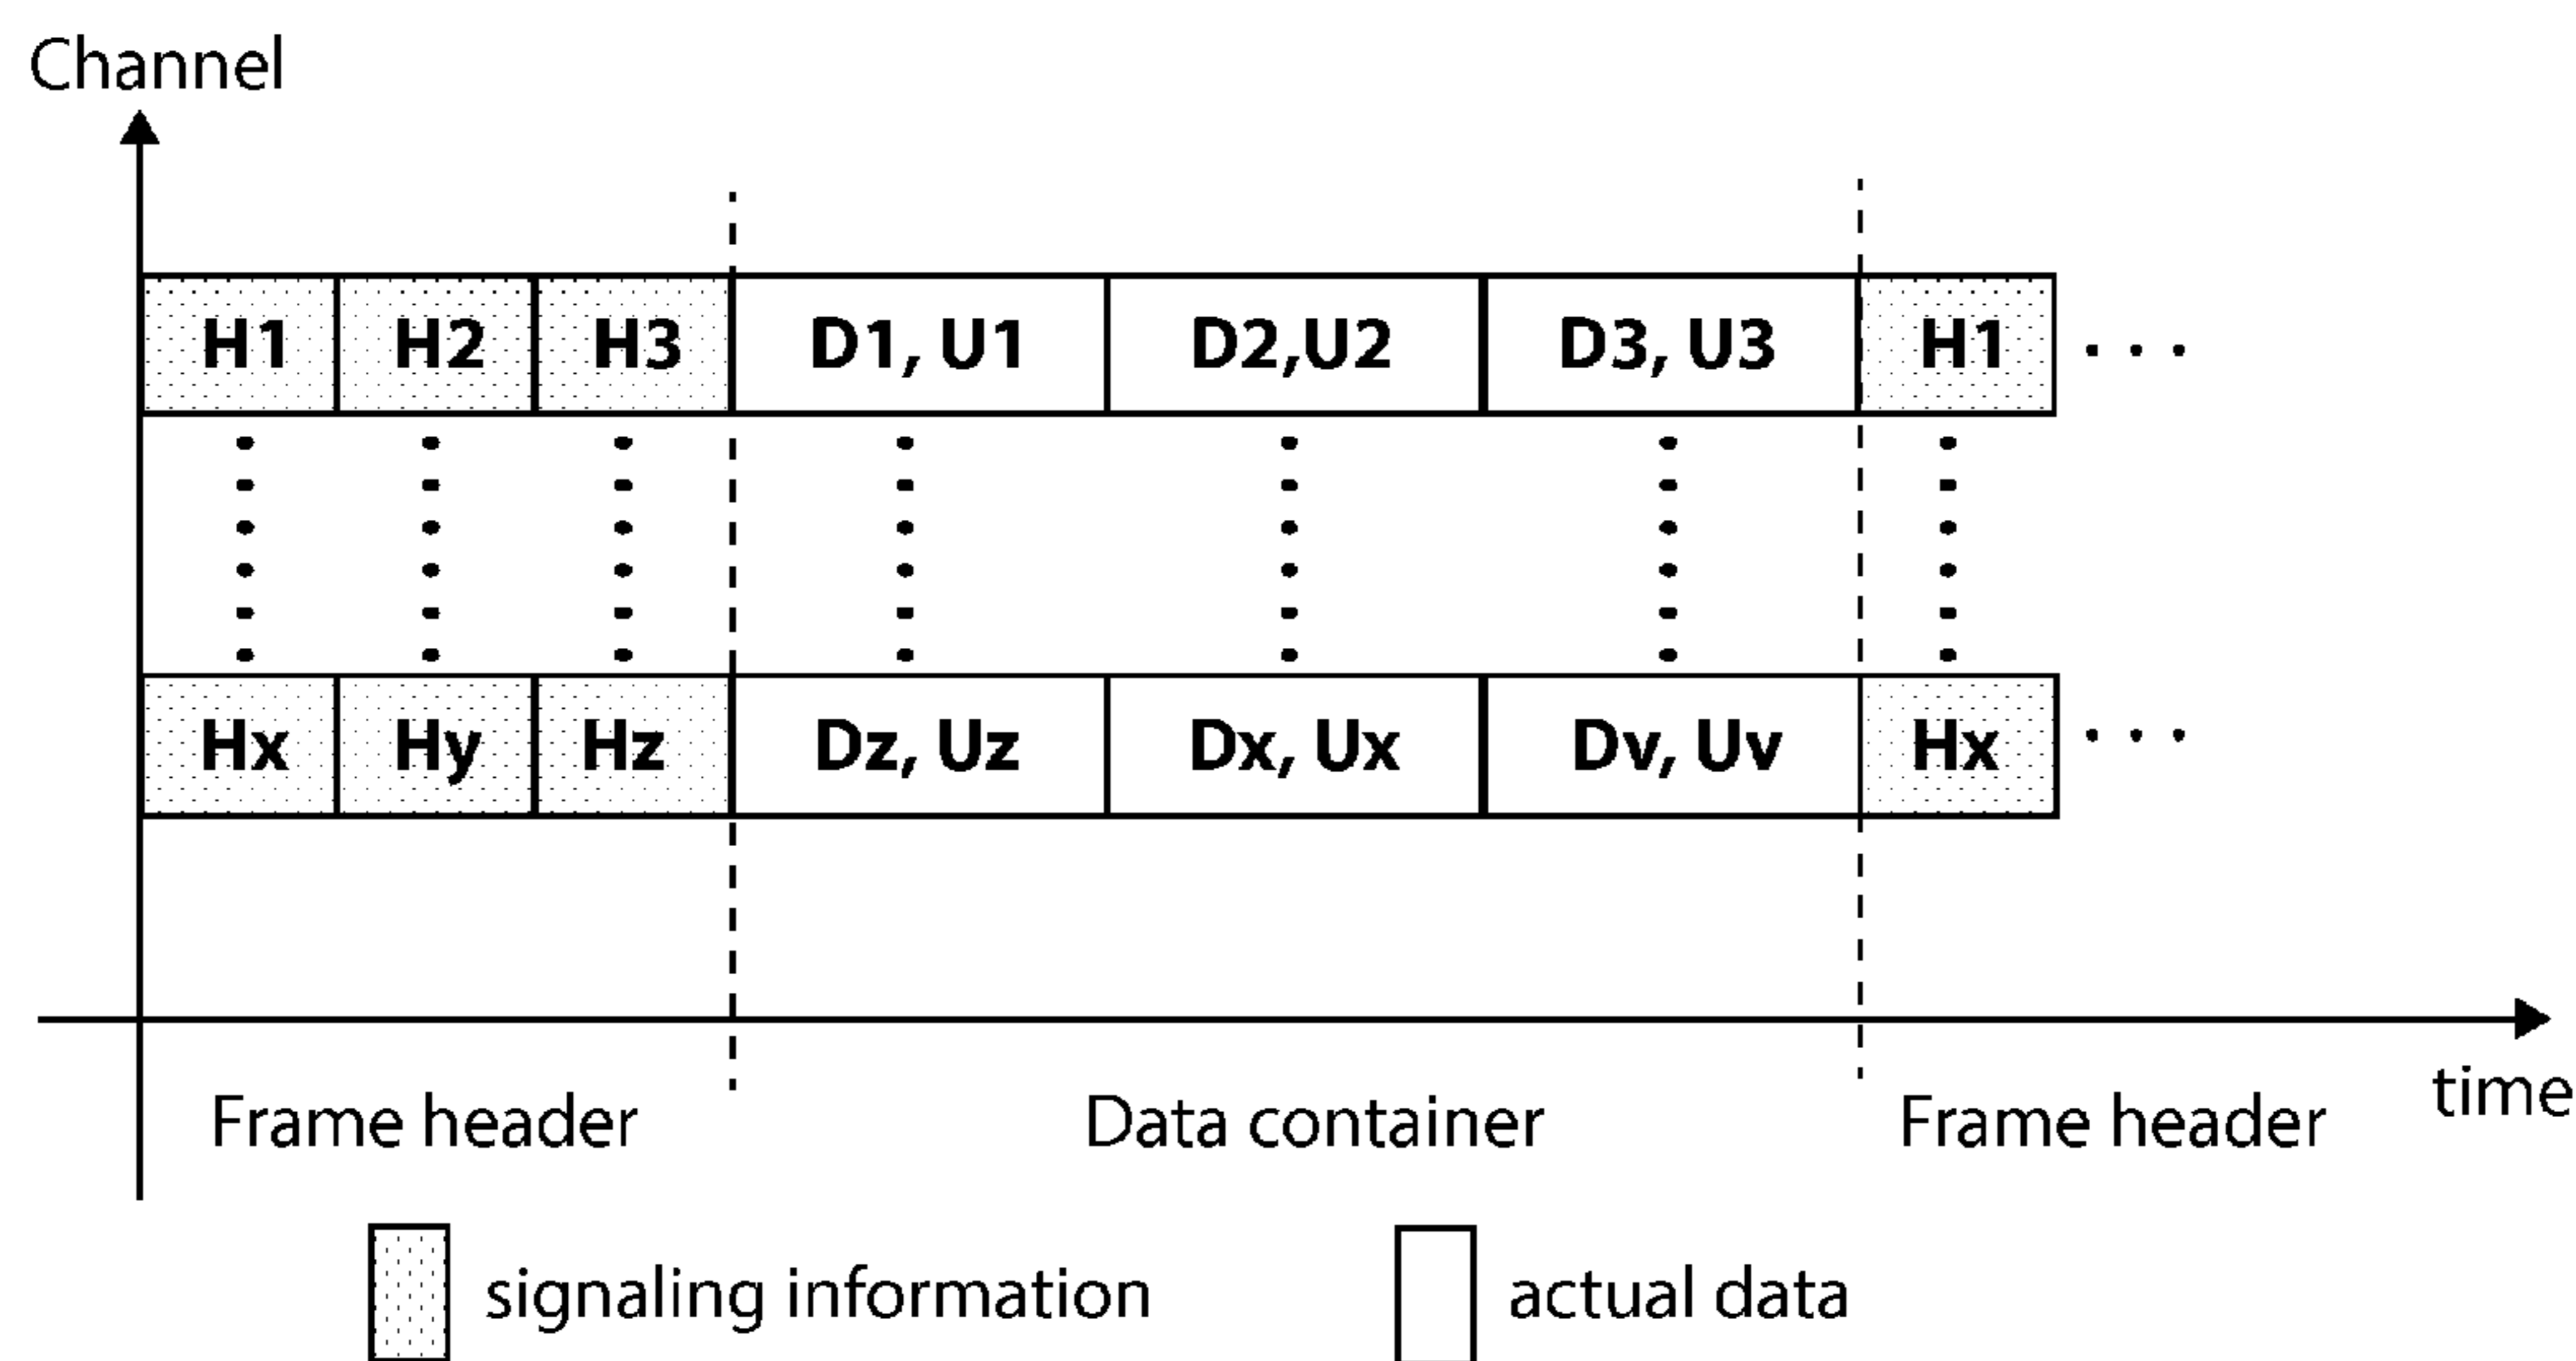 Channel
H1 H2 H3 D1, U1 D2,U2 D3, U3 H1 . . .
Hx Hy Hz Dz, Uz Dx, Ux Dv, Uv Hx . . .
time
Frame header Data container Frame header
signaling information actual data